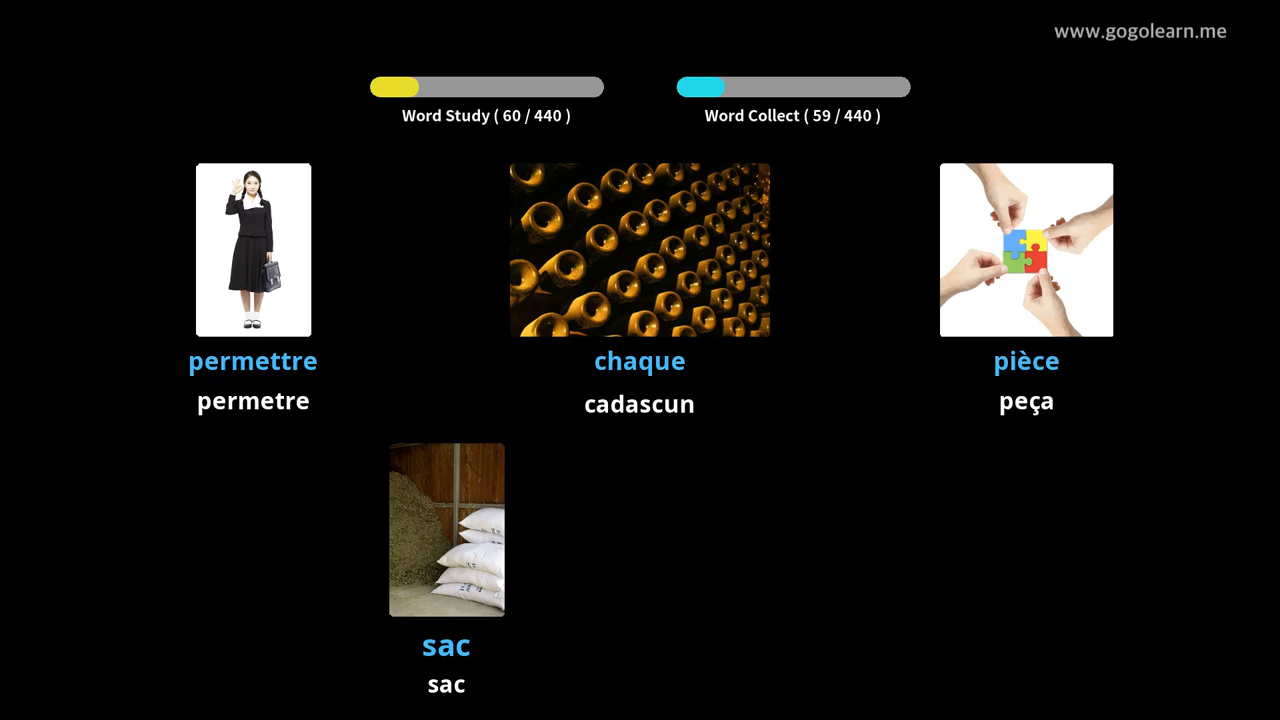 www.gogolearn.me
Word Study ( 60 / 440 )
Word Collect ( 59 / 440 )
permettre
permetre
chaque
cadascun
pièce
peça
sac
sac